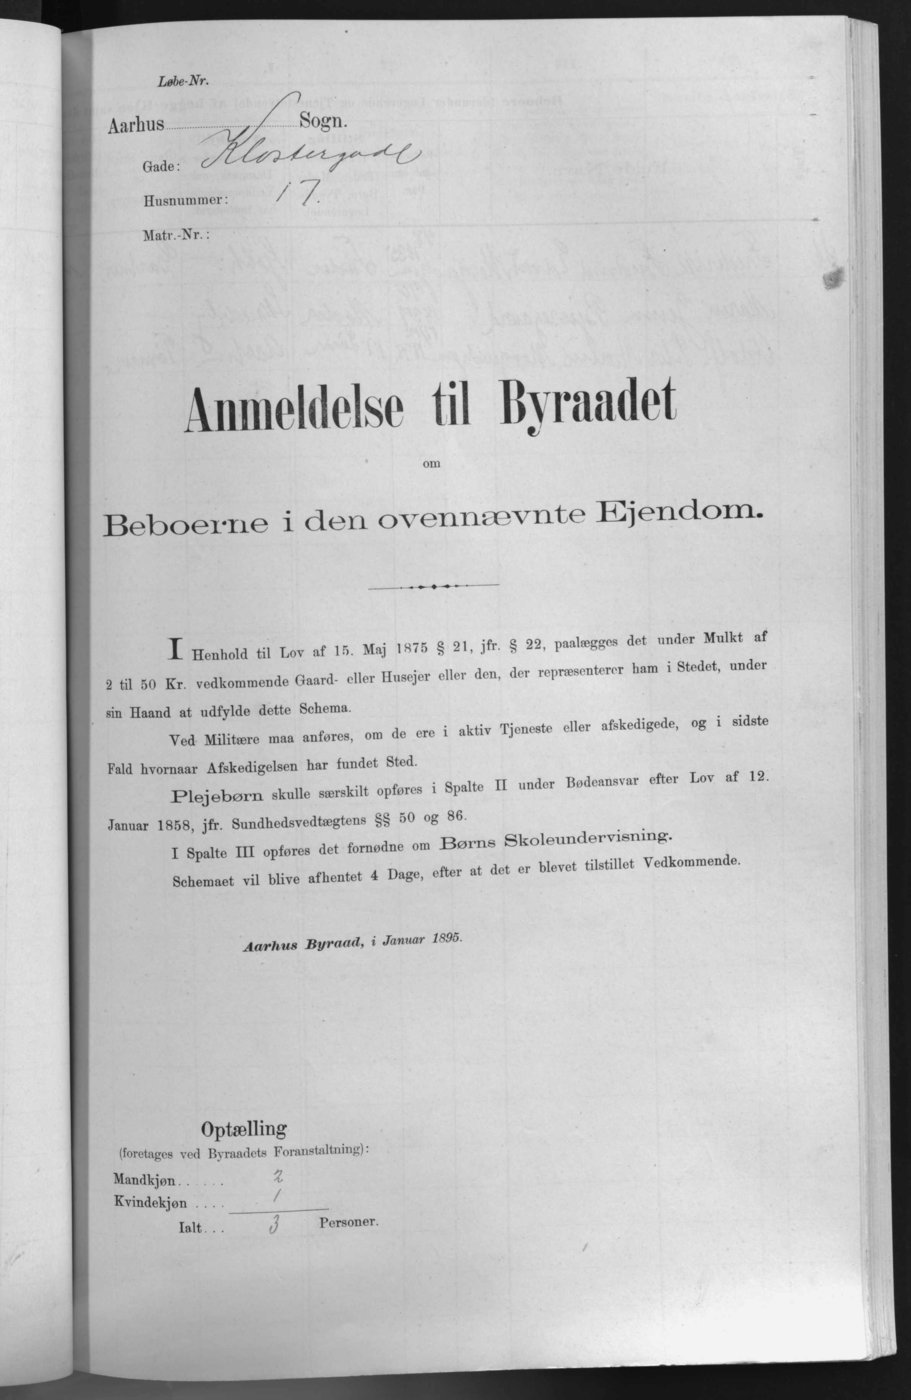 Løbe-Nr.
Aarhus Sogn.
Gade: Klostergade
Husnummer: 17.
Matr.-Nr.:
Anmeldelse til Byraadet
om
Beboerne i den ovennævnte Ejendom.
I Henhold til Lov af 15. Maj 1875 § 21, jfr. § 22, paalægges det under Mulkt af
2 til 50 Kr. vedkommende Gaard- eller Husejer eller den, der repræsenterer ham i Stedet, under
sin Haand at udfylde dette Schema.
Ved Militære maa anføres, om de ere i aktiv Tjeneste eller afskedigede, og i sidste
Fald hvornaar Afskedigelsen har fundet Sted.
Plejebørn skulle særskilt opføres i Spalte II under Bødeansvar efter Lov af 12.
Januar 1858, jfr. Sundhedsvedtægtens §§ 50 og 86.
I Spalte III opføres det fornødne om Børns Skoleundervisning.
Schemaet vil blive afhentet 4 Dage, efter at det er blevet tilstillet Vedkommende.
Aarhus Byraad, i Januar 1895.
Optælling
(foretages ved Byraadets Foranstaltning):
Mandkjøn...... 2
Kvindekjøn .... 1
Ialt... 3 Personer.